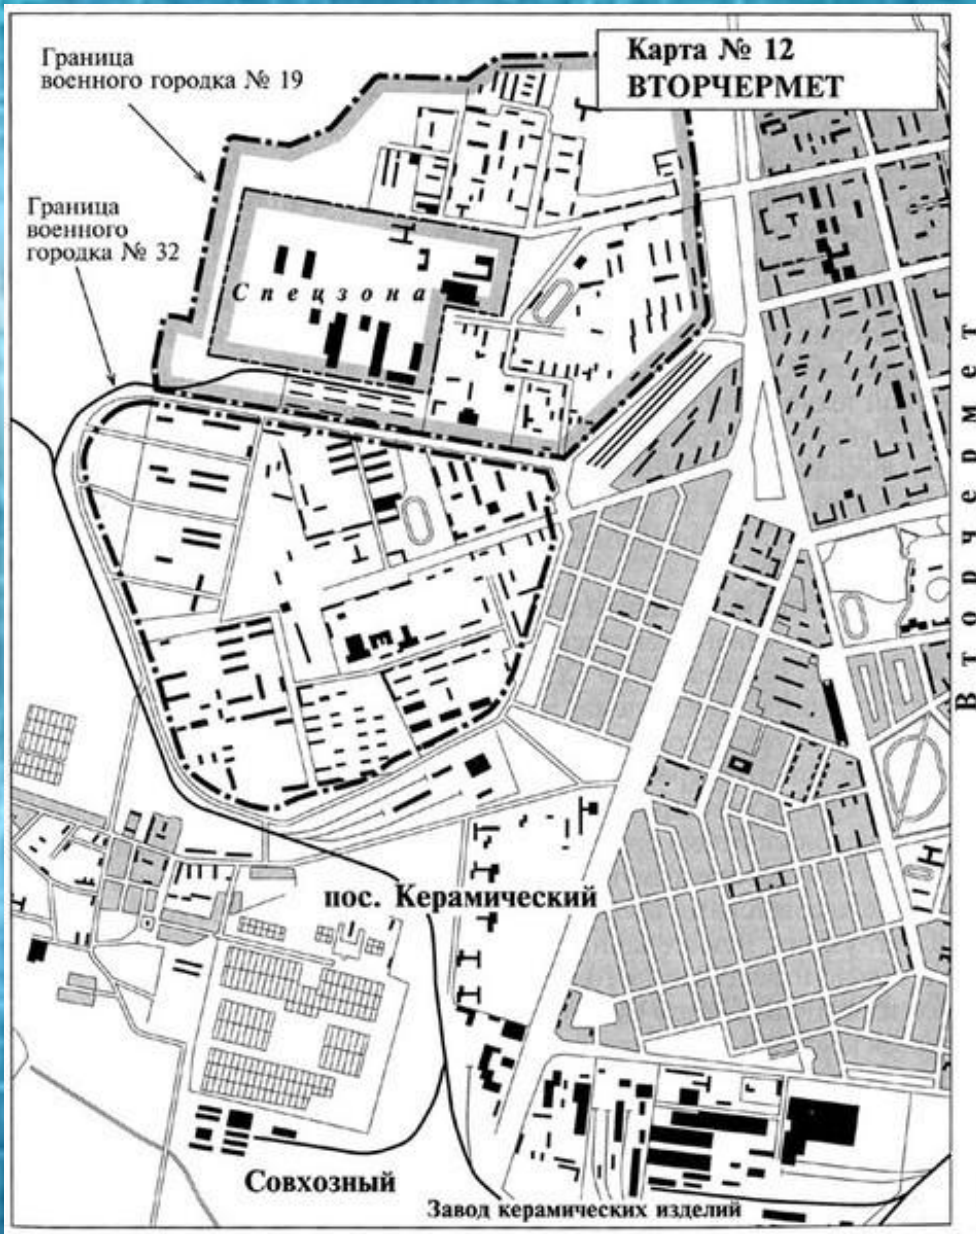 Карта № 12
ВТОРЧЕРМЕТ
Граница
военного городка № 19
Граница
военного
городка № 32
Спецзона
Вторчермет
пос. Керамический
Совхозный
Завод керамических изделий